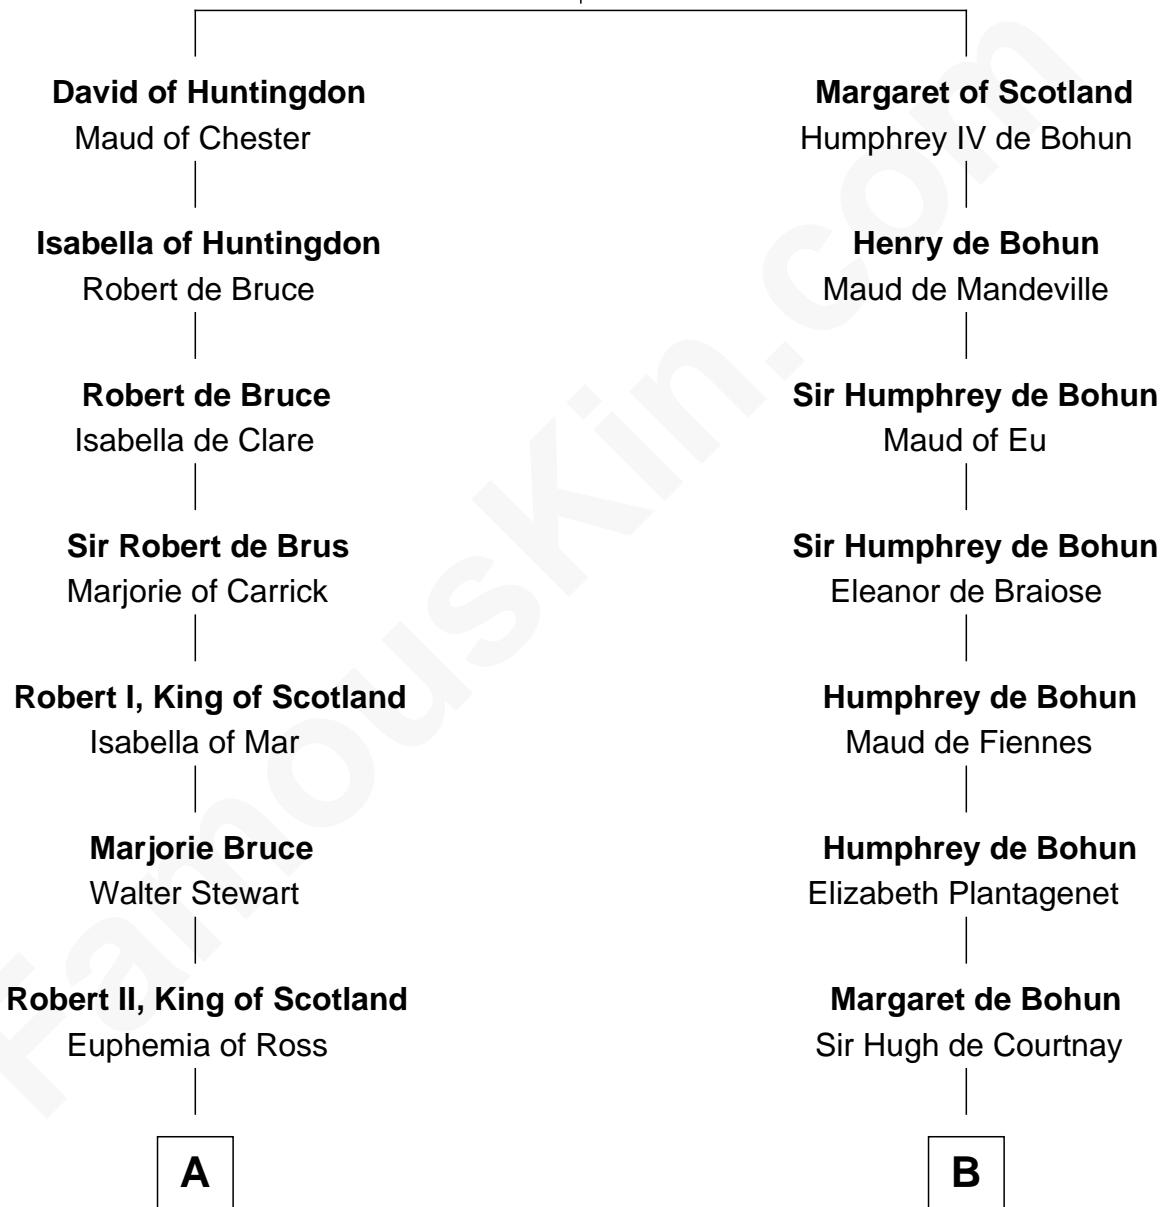 David of Huntingdon
Maud of Chester
Isabella of Huntingdon
Robert de Bruce
Robert de Bruce
Isabella de Clare
Sir Robert de Brus
Marjorie of Carrick
Robert I, King of Scotland
Isabella of Mar
Marjorie Bruce
Walter Stewart
Robert II, King of Scotland
Euphemia of Ross
A
Margaret of Scotland
Humphrey IV de Bohun
Henry de Bohun
Maud de Mandeville
Sir Humphrey de Bohun
Maud of Eu
Sir Humphrey de Bohun
Eleanor de Braiose
Humphrey de Bohun
Maud de Fiennes
Humphrey de Bohun
Elizabeth Plantagenet
Margaret de Bohun
Sir Hugh de Courtnay
B
FamousKin.com